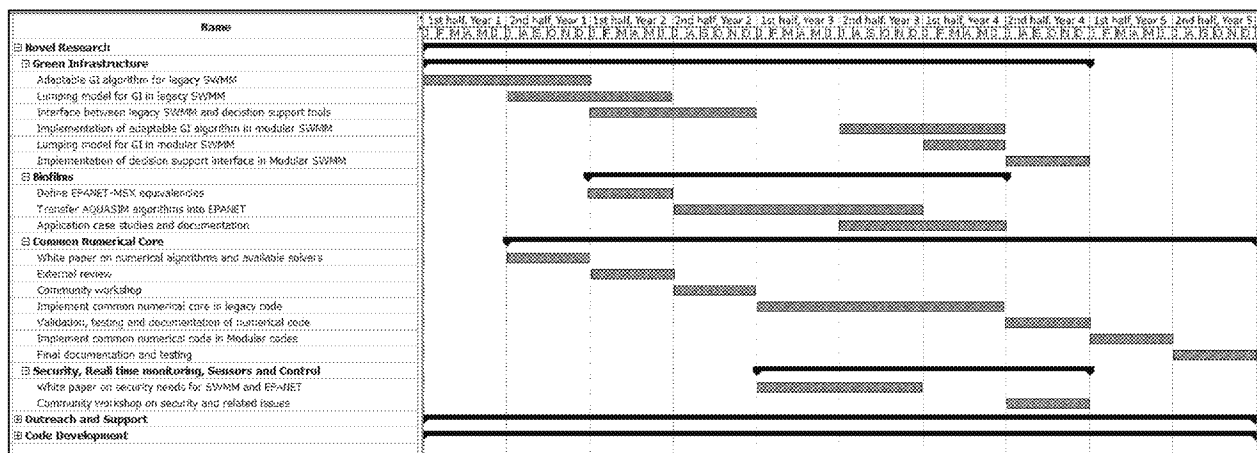 Name
1st half, Year 1 2nd half, Year 1 1st half, Year 2 2nd half, Year 2 1st half, Year 3 2nd half, Year 3 1st half, Year 4 2nd half, Year 4 1st half, Year 5 2nd half, Year 5
J F M A M J J A S O N D J F M A M J J A S O N D J F M A M J J A S O N D J F M A M J J A S O N D J F M A M J J A S O N D
Novel Research
Green Infrastructure
Adaptable GI algorithm for legacy SWMM
Lumping model for GI in legacy SWMM
Interface between legacy SWMM and decision support tools
Implementation of adaptable GI algorithm in modular SWMM
Lumping model for GI in modular SWMM
Implementation of decision support interface in Modular SWMM
Biofilms
Define EPANET-MSX equivalencies
Transfer AQUASIM algorithms into EPANET
Application case studies and documentation
Common Numerical Core
White paper on numerical algorithms and available solvers
External review
Community workshop
Implement common numerical core in legacy code
Validation, testing and documentation of numerical code
Implement common numerical code in Modular codes
Final documentation and testing
Security, Real time monitoring, Sensors and Control
White paper on security needs for SWMM and EPANET
Community Workshop on security and related issues
Outreach and Support
Code Development